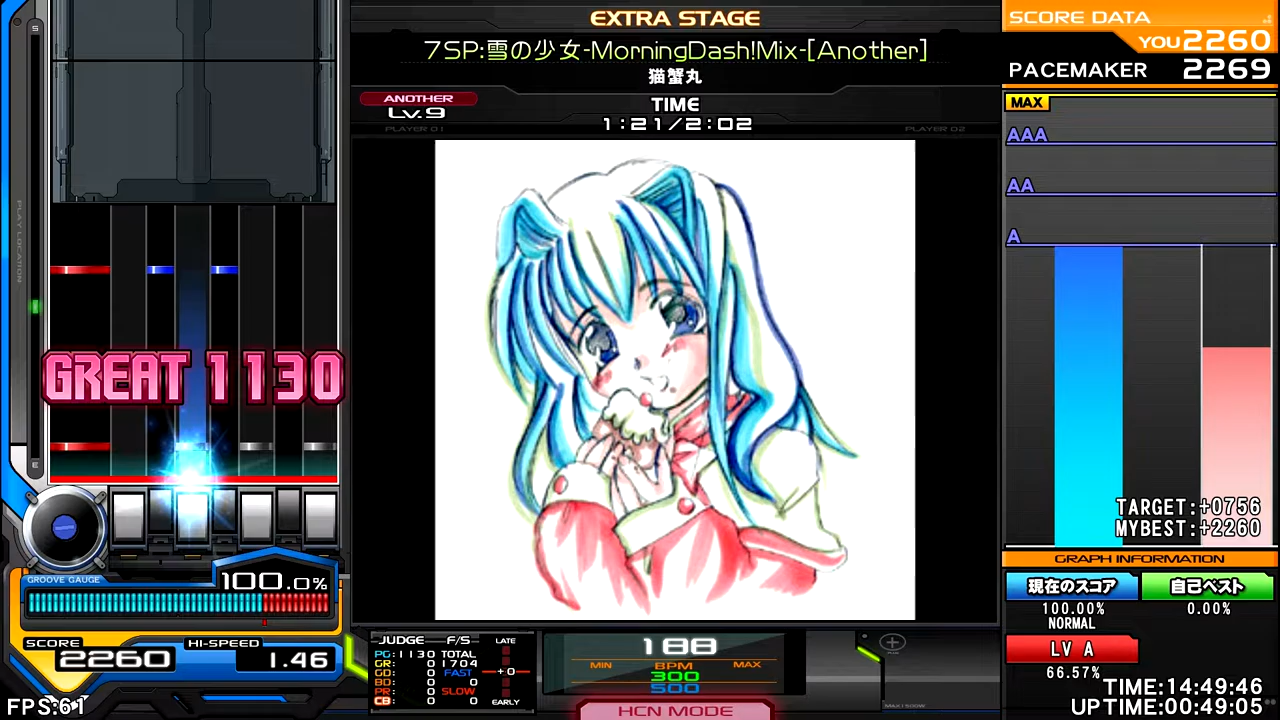 EXTRA STAGE
7SP:雪の少女-MorningDash!Mix-[Another]
猫蟹丸
ANOTHER
Lv.9
TIME
1:21/2:02
PLAYER 01
PLAYER 02
SCORE DATA
YOU 2260
PACEMAKER 2269
MAX
AAA
AA
A
TARGET:+0756
MYBEST:+2260
GRAPH INFORMATION
現在のスコア 自己ベスト
100.00% 0.00%
NORMAL
LV A
66.57%
TIME:14:49:46
UP TIME:00:49:05
S
PLAY LOCATION
E
GREAT 1130
GROOVE GAUGE
100.0%
SCORE
2260
HI-SPEED
1.46
FPS:61
JUDGE F/S
PG:1130 TOTAL
GR: 0 1704
GD: 0 FAST
BD: 0 0
PR: 0 SLOW
CB: 0 0
LATE
+0
EARLY
188
MIN BPM MAX
300
500
HCN MODE